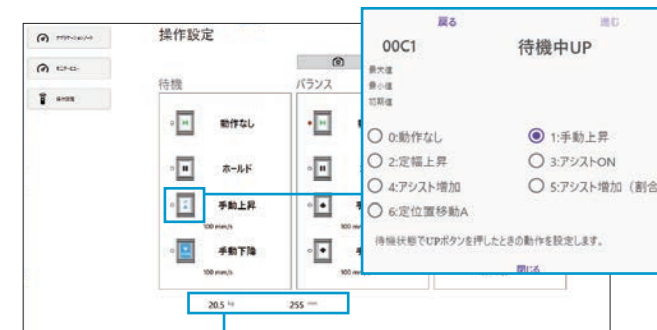 操作設定
待機
バランス
動作なし
ホールド
手動上昇
100 mm/s
手動下降
100 mm/s
20.5 kg
255 mm
戻る
進む
00C1
待機中UP
最大値
最小値
初期値
0:動作なし
1:手動上昇
2:定幅上昇
3:アシストON
4:アシスト増加
5:アシスト増加（割合
6:定位置移動A
待機状態でUPボタンを押したときの動作を設定します。
閉じる